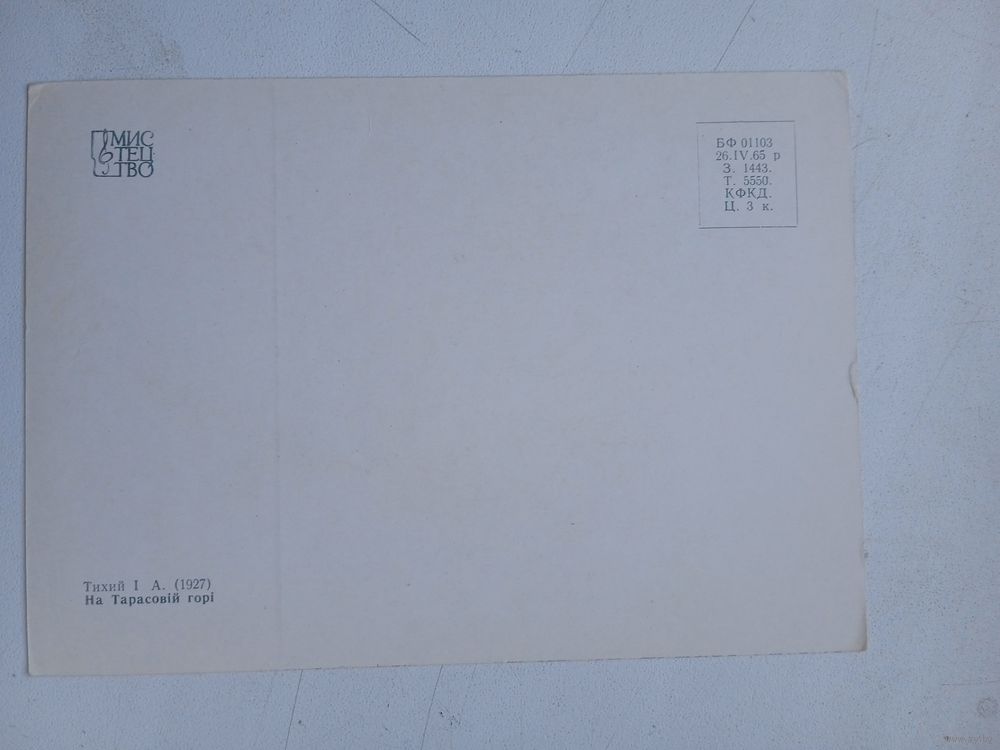 МИС
ТЕЦ
ТВО
БФ 01103
26.IV.65 р
З. 1443.
Т. 5550.
КФКД.
Ц. 3 к.
Тихий І А. (1927)
На Тарасовій горі